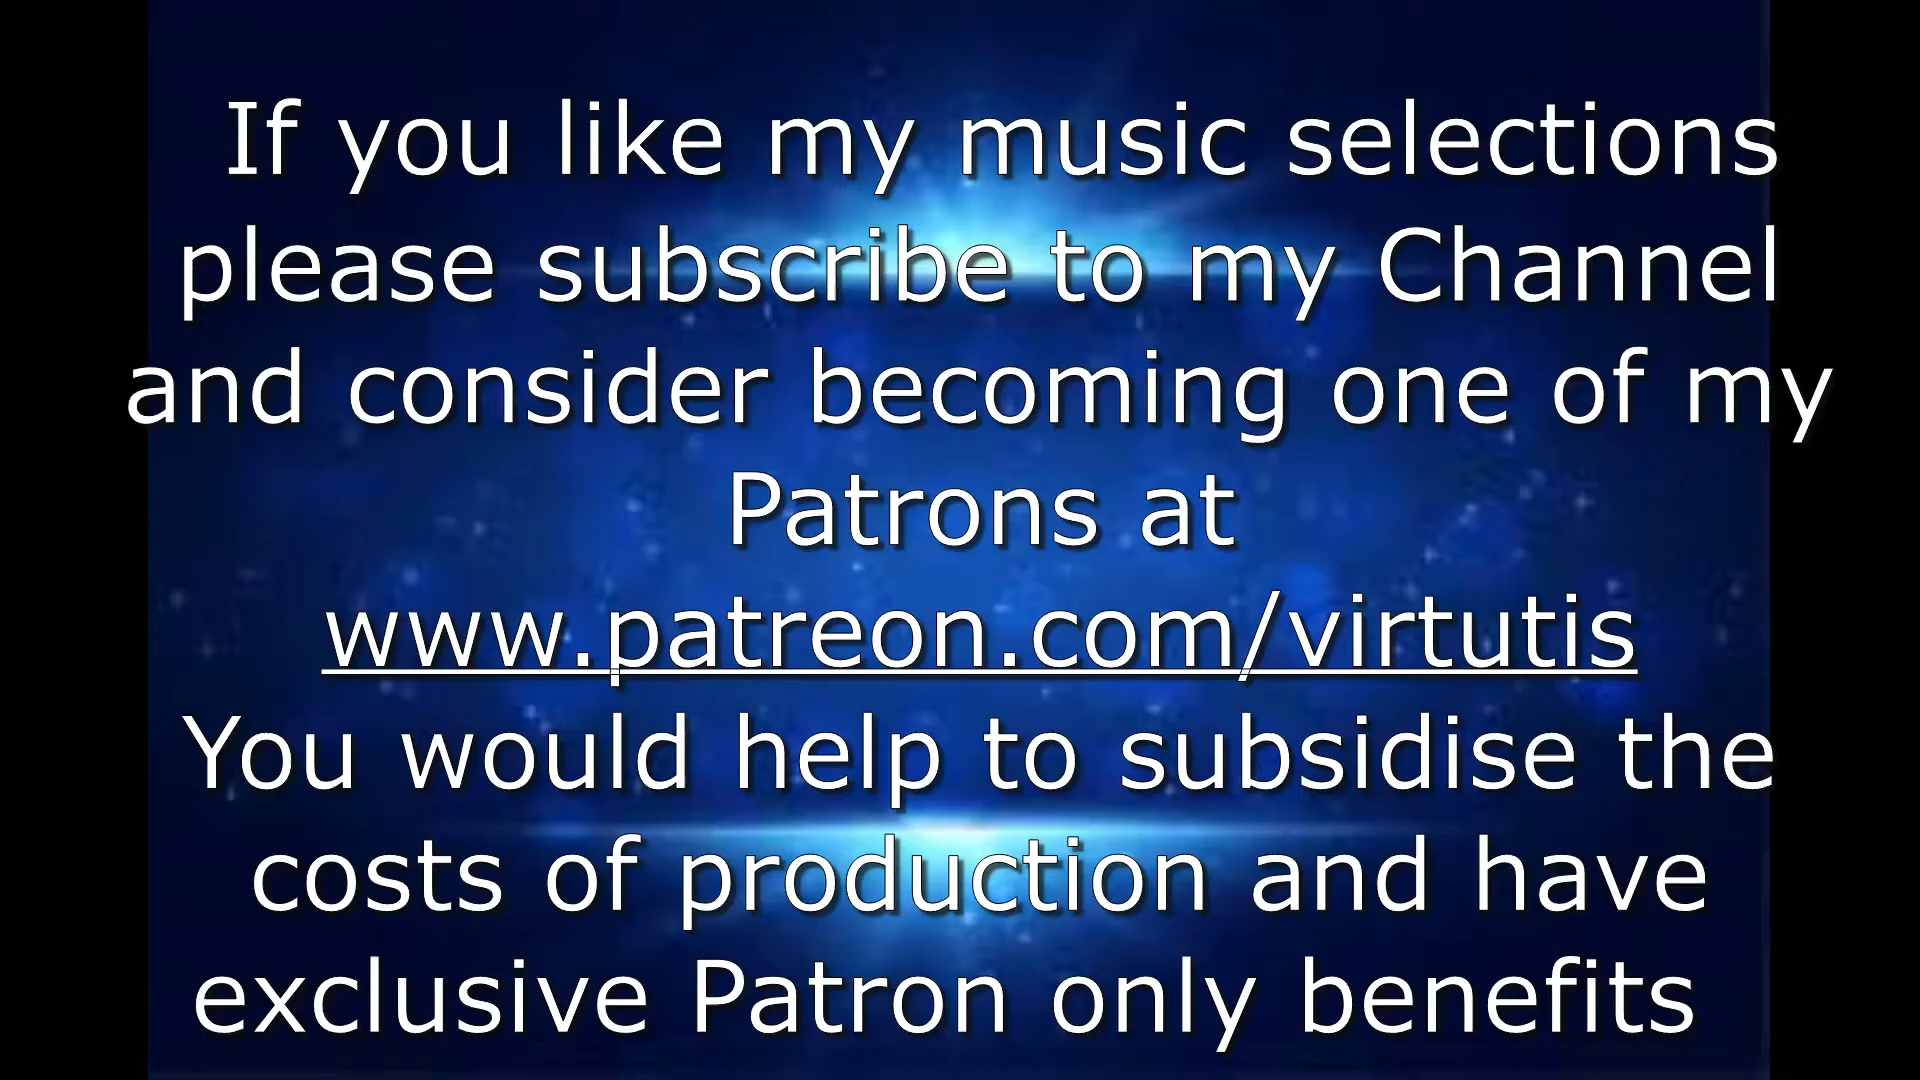 If you like my music selections
please subscribe to my Channel
and consider becoming one of my
Patrons at
www.patreon.com/virtutis
You would help to subsidise the
costs of production and have
exclusive Patron only benefits